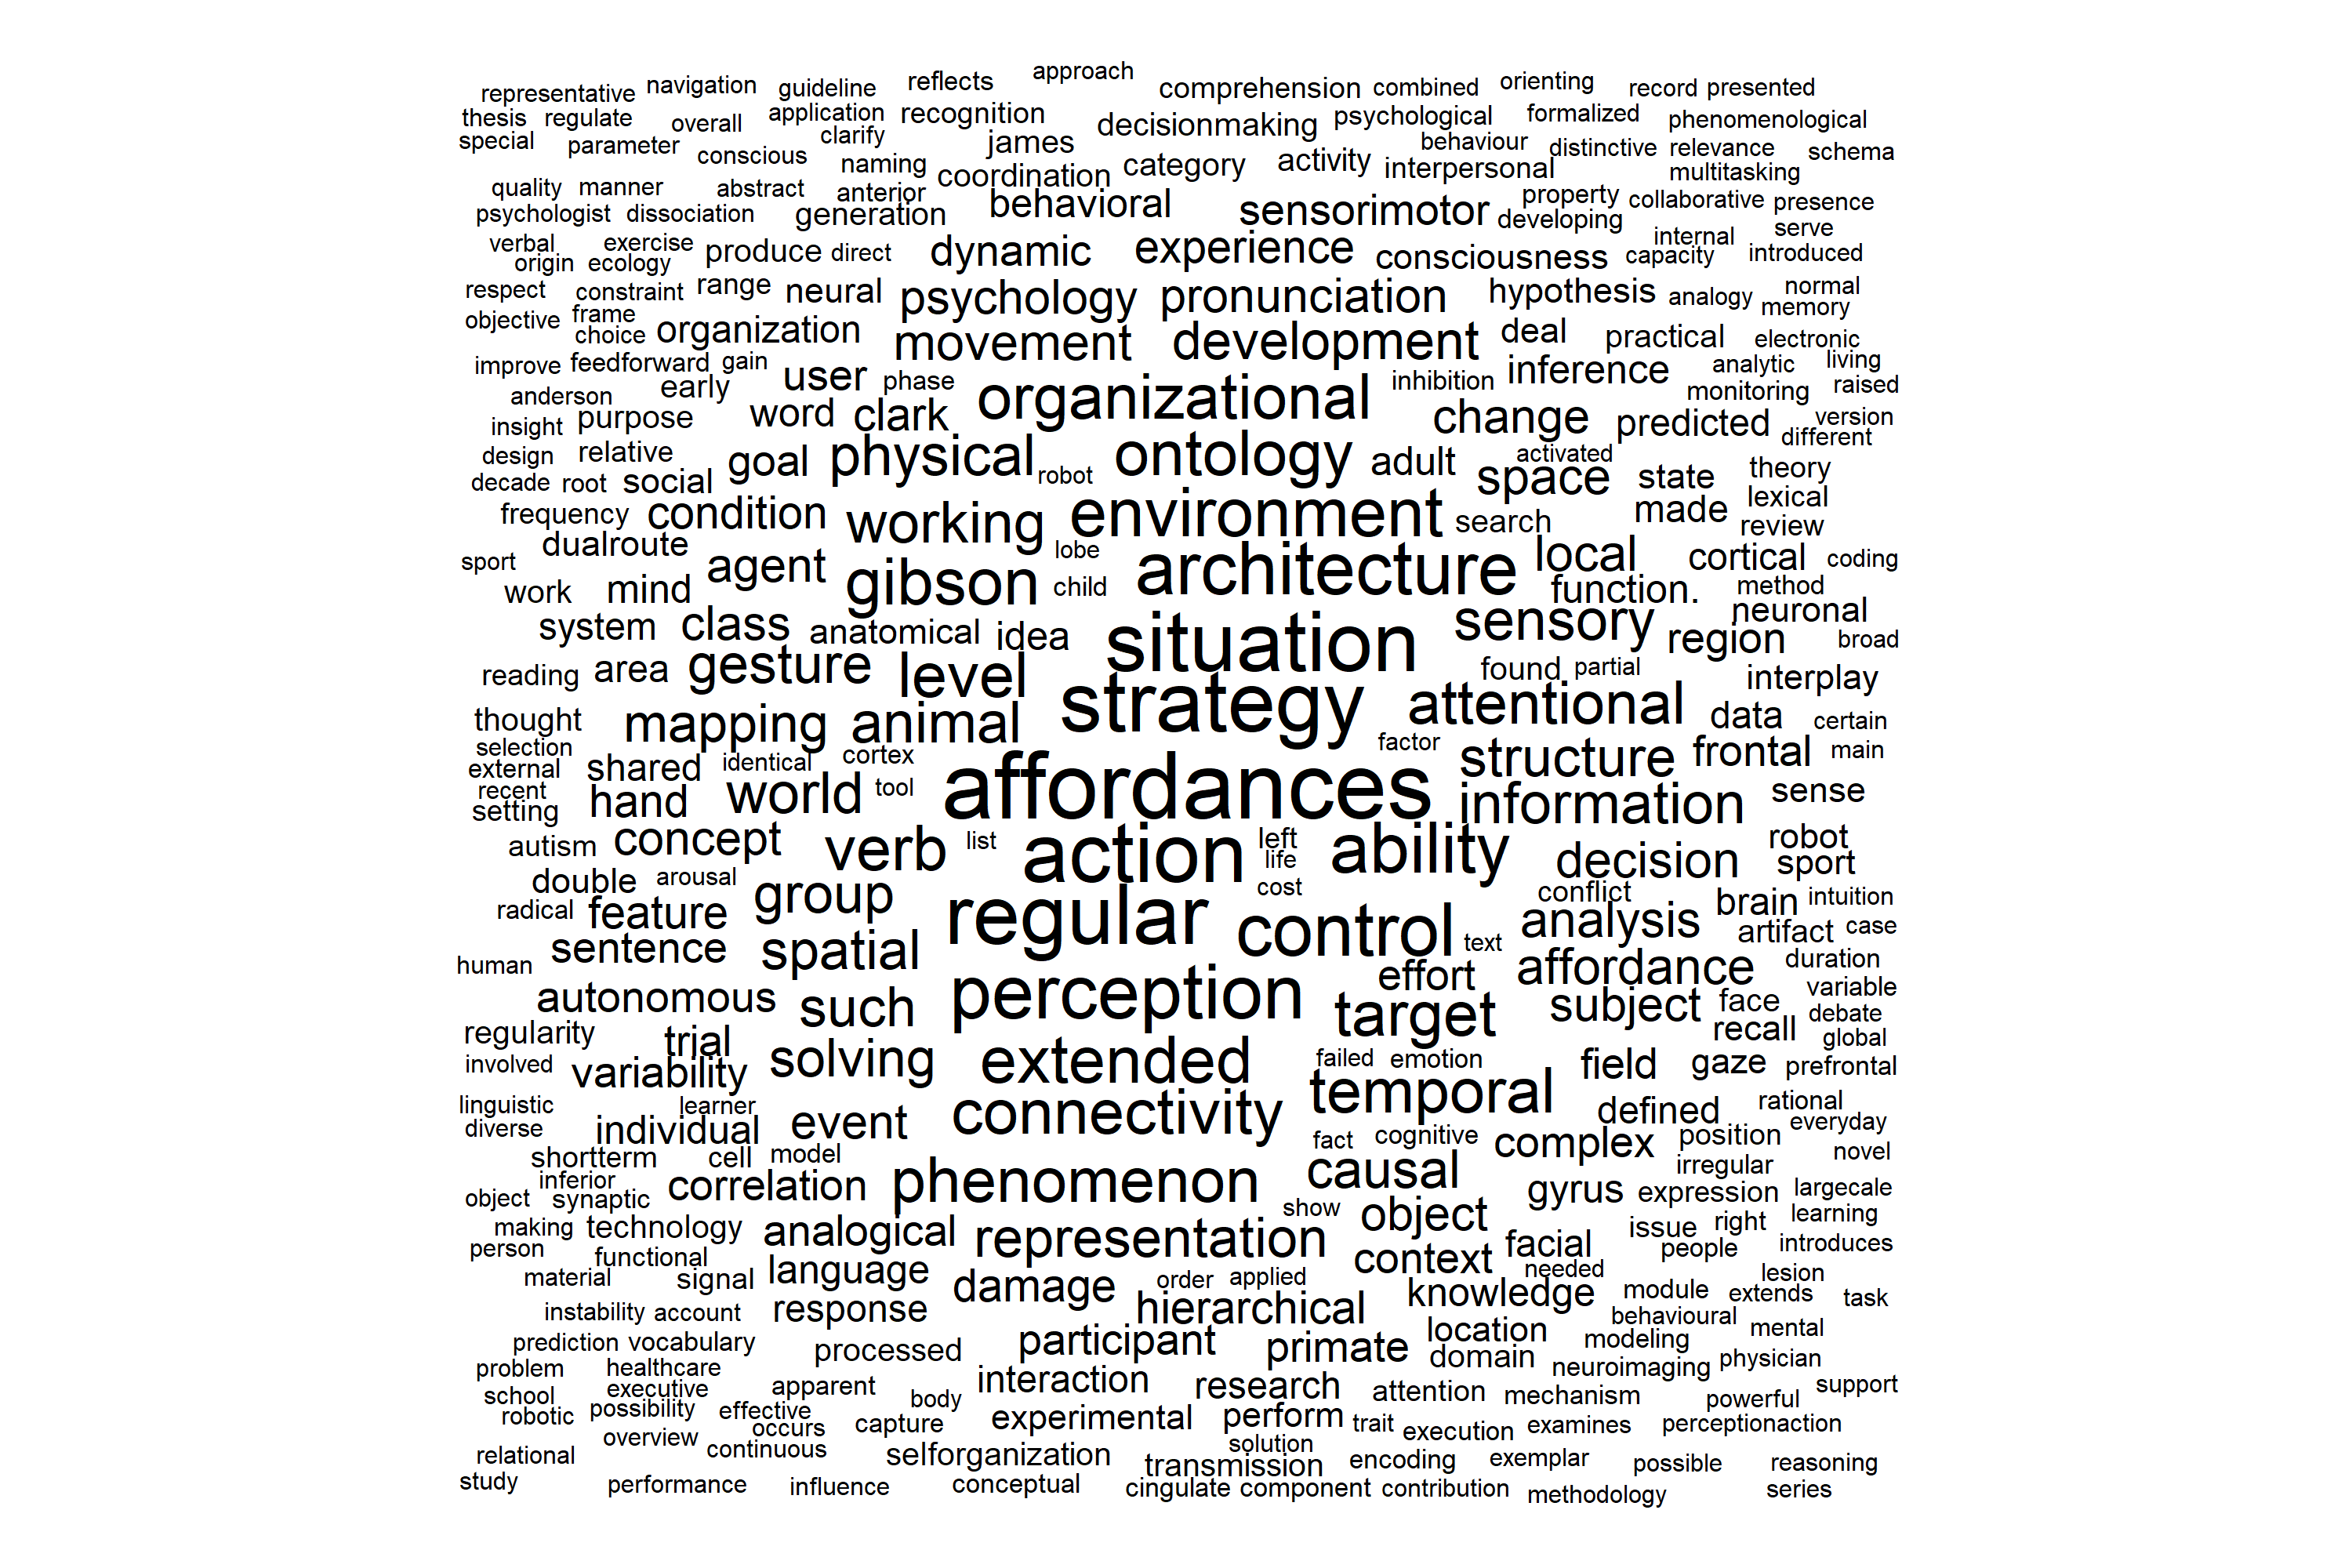 approach
representative navigation guideline reflects comprehension combined orienting record presented
thesis regulate overall application recognition decisionmaking psychological formalized phenomenological
special parameter conscious clarify james behaviour distinctive relevance schema
naming coordination category activity interpersonal multitasking
quality manner abstract anterior behavioral sensorimotor property collaborative presence
psychologist dissociation generation developing serve
verbal exercise produce direct dynamic experience consciousness internal capacity introduced
origin ecology
respect constraint range neural psychology pronunciation hypothesis analogy normal
objective frame memory
choice organization movement development deal practical electronic
improve feedforward gain user phase inhibition inference analytic living
anderson early organizational monitoring raised
insight purpose word clark change predicted version
design relative goal physical ontology adult activated different
decade root social robot space state theory
frequency condition working environment search made lexical
review
sport dualroute agent lobe architecture local cortical coding
work mind gibson child function. method
system class anatomical idea situation sensory region neuronal broad
reading area gesture level found partial interplay
thought mapping animal strategy attentional data certain
selection cortex factor structure frontal main
external shared identical
recent hand world tool affordances information sense
setting
autism concept verb list action left ability decision robot
double arousal life sport
radical feature group regular cost conflict brain intuition
sentence spatial control text analysis artifact case
human effort affordance duration
autonomous such perception target subject face variable
regularity trial recall debate
global
involved variability solving extended failed emotion field gaze prefrontal
linguistic learner temporal rational
diverse individual event connectivity fact cognitive defined everyday
shortterm cell model causal complex position novel
inferior irregular
object synaptic correlation phenomenon gyrus expression largecale
making technology analogical representation show object issue right learning
person functional context facial people introduces
material signal language damage order applied needed lesion
instability account response hierarchical knowledge module extends task
behavioural
prediction vocabulary processed participant primate location modeling mental
problem healthcare domain neuroimaging physician
school executive apparent interaction research attention mechanism support
robotic possibility effective body powerful
overview occurs capture experimental perform trait execution examines perceptionaction
relational continuous selforganization solution
study transmission encoding exemplar possible reasoning
performance influence conceptual cingulate component contribution methodology series